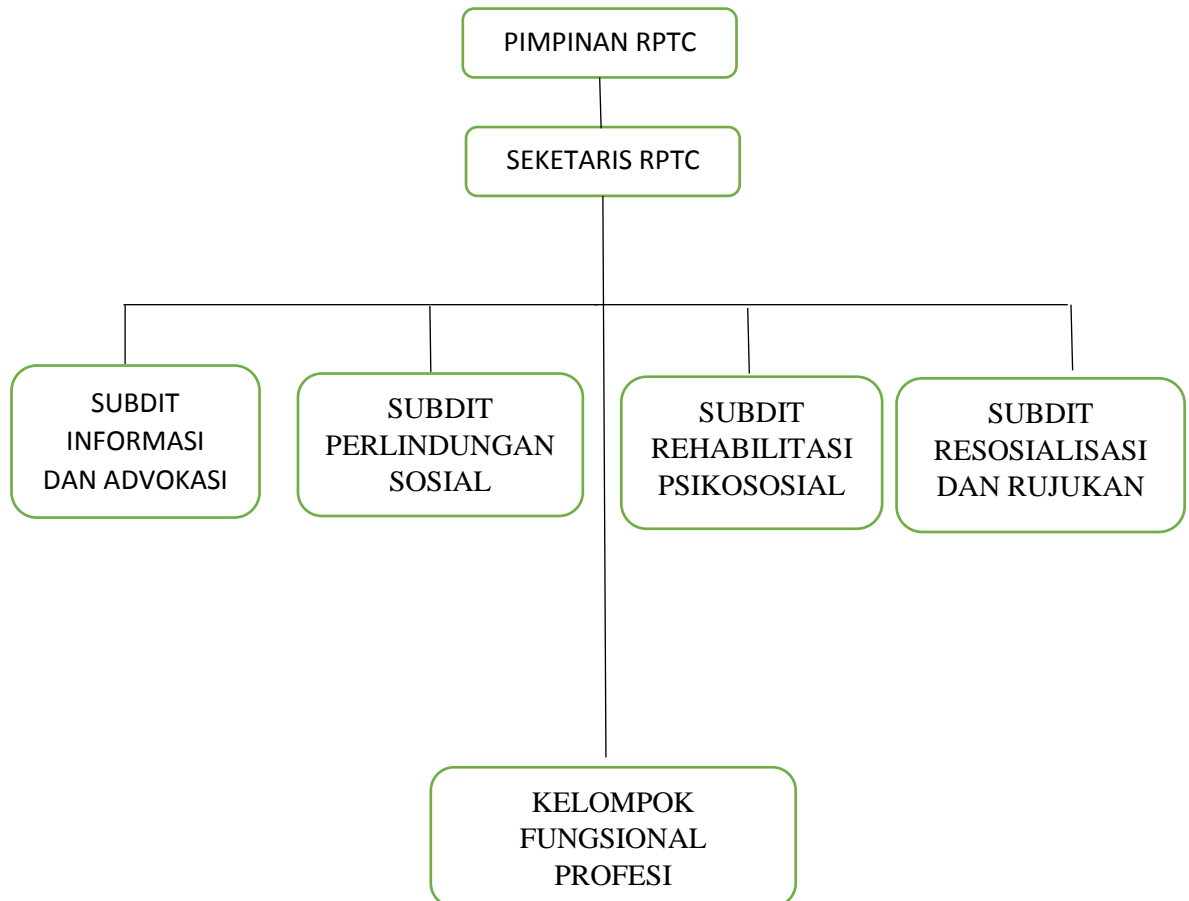 PIMPINAN RPTC
SEKETARIS RPTC
SUBDIT
INFORMASI
DAN ADVOKASI
SUBDIT
PERLINDUNGAN
SOSIAL
SUBDIT
REHABILITASI
PSIKOSOSIAL
SUBDIT
RESOSIALISASI
DAN RUJUKAN
KELOMPOK
FUNGSIONAL
PROFESI